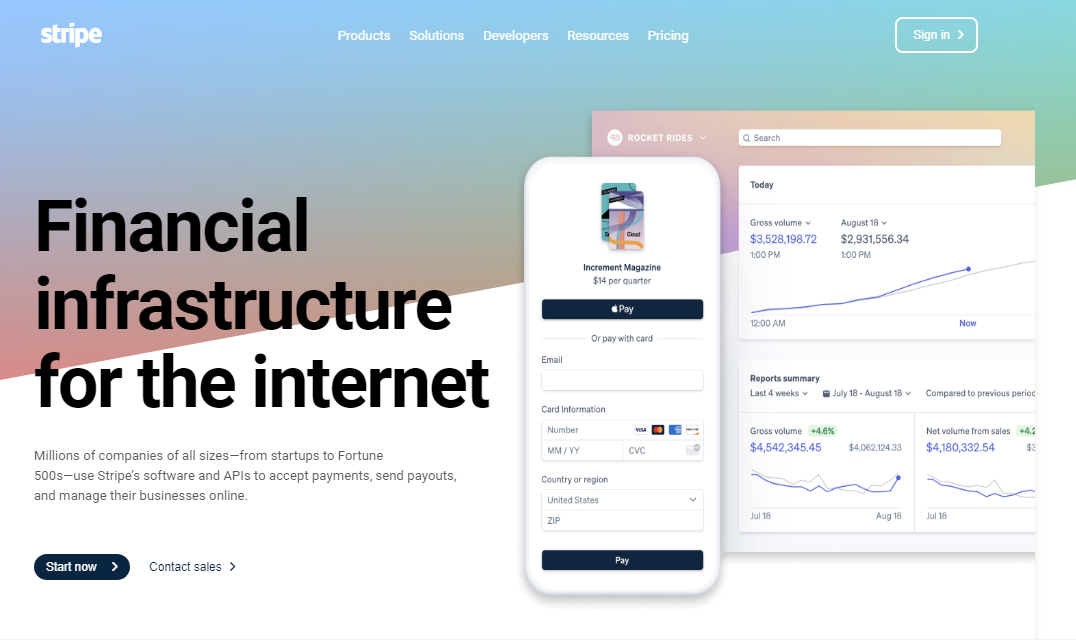 stripe
Products Solutions Developers Resources Pricing
Sign in
Financial
infrastructure
for the internet
Millions of companies of all sizes—from startups to Fortune
500s—use Stripe’s software and APIs to accept payments, send payouts,
and manage their businesses online.
Start now
Contact sales
Cloud
Increment Magazine
$14 per quarter
Pay
Or pay with card
Email
Card Information
Number VISA
MM / YY CVC
Country or region
United States
ZIP
Pay
ROCKET RIDES
Search
Today
Gross volume August 18
$3,528,198.72 $2,931,556.34
1:00 PM 1:00 PM
12:00 AM Now
Reports summary
Last 4 weeks July 18 - August 18 Compared to previous period
Gross volume +4.6% Net volume from sales +4.2
$4,542,345.45 $4,062,124.33 $4,180,332.54 $3
Jul 18 Aug 18 Jul 18